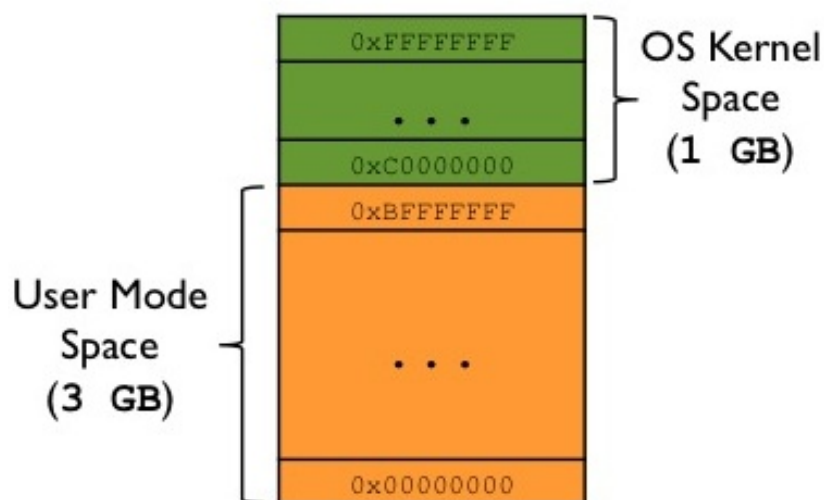 0xFFFFFFFF
. . .
0xC0000000
OS Kernel
Space
(1 GB)
0xBFFFFFFF
. . .
0x00000000
User Mode
Space
(3 GB)